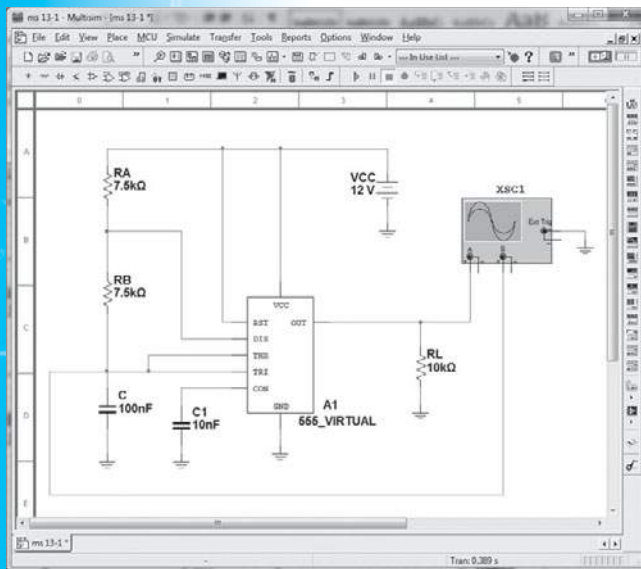 ms 13-1 - Multisim - [ms 13-1 *]
File Edit View Place MCU Simulate Transfer Tools Reports Options Window Help
--- In Use List ---
0 1 2 3 4 5
A
B
C
D
E
RA
7.5kΩ
RB
7.5kΩ
VCC
12 V
XSC1
Ext Trig
A B
VCC
RST OUT
DIS
THR
TRI
CON
GND
A1
555_VIRTUAL
RL
10kΩ
C
100nF
C1
10nF
ms 13-1 *
Tran: 0.389 s